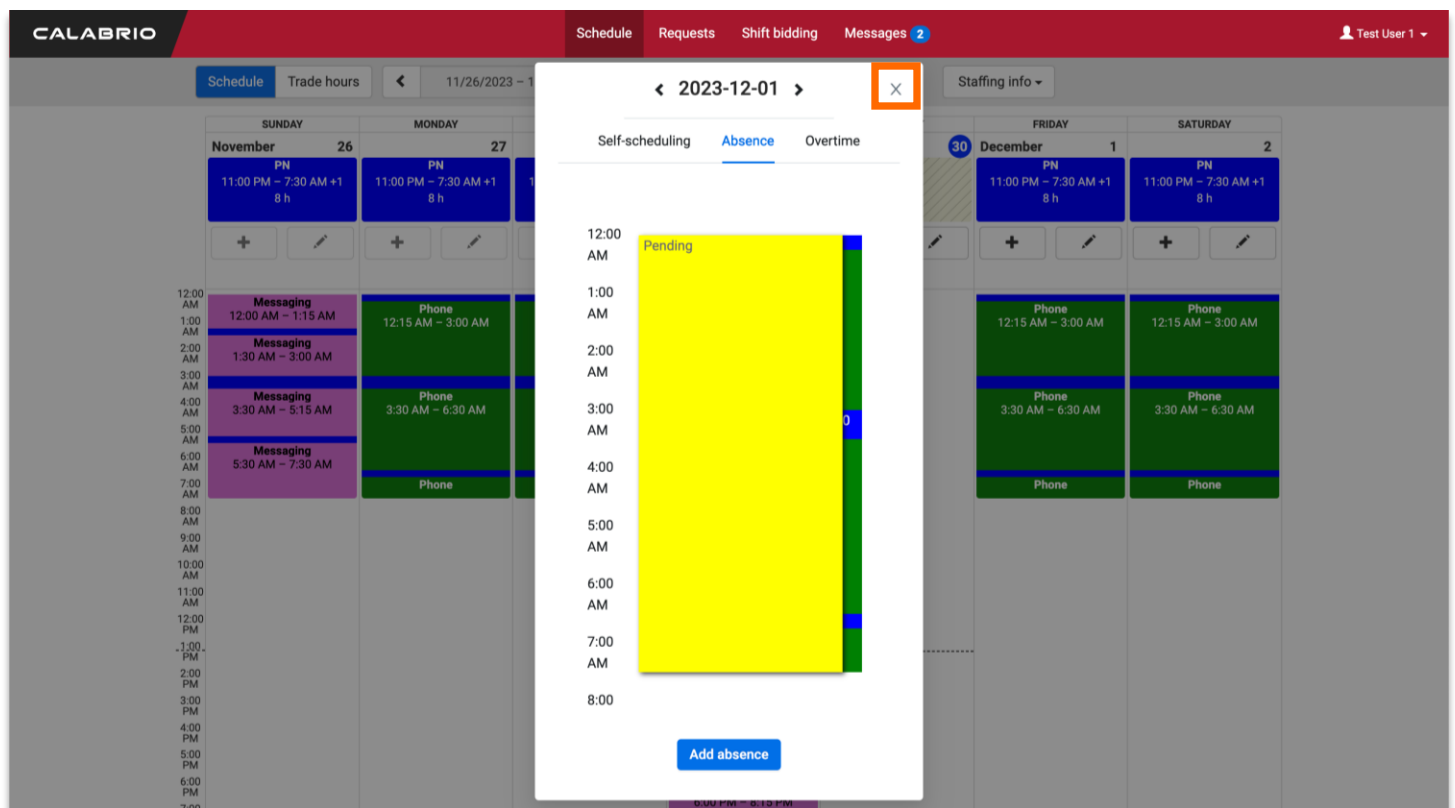 CALABRIO
Schedule Requests Shift bidding Messages 2
Test User 1
Schedule Trade hours 11/26/2023 – 1
Staffing info
2023-12-01
X
Self-scheduling Absence Overtime
SUNDAY MONDAY FRIDAY SATURDAY
November 26 27 30 December 1 2
PN PN PN PN
11:00 PM – 7:30 AM +1 11:00 PM – 7:30 AM +1 1 11:00 PM – 7:30 AM +1 11:00 PM – 7:30 AM +1
8 h 8 h 8 h 8 h
12:00
AM
Pending
1:00
AM
2:00
AM
3:00
AM
0
4:00
AM
5:00
AM
6:00
AM
7:00
AM
8:00
Add absence
12:00
AM
1:00
AM
2:00
AM
3:00
AM
4:00
AM
5:00
AM
6:00
AM
7:00
AM
8:00
AM
9:00
AM
10:00
AM
11:00
AM
12:00
PM
1:00
PM
2:00
PM
3:00
PM
4:00
PM
5:00
PM
6:00
PM
7:00
Messaging
12:00 AM – 1:15 AM
Messaging
1:30 AM – 3:00 AM
Messaging
3:30 AM – 5:15 AM
Messaging
5:30 AM – 7:30 AM
Phone
12:15 AM – 3:00 AM
Phone
3:30 AM – 6:30 AM
Phone
Phone
12:15 AM – 3:00 AM
Phone
3:30 AM – 6:30 AM
Phone
Phone
12:15 AM – 3:00 AM
Phone
3:30 AM – 6:30 AM
Phone
6:00 PM – 8:15 PM